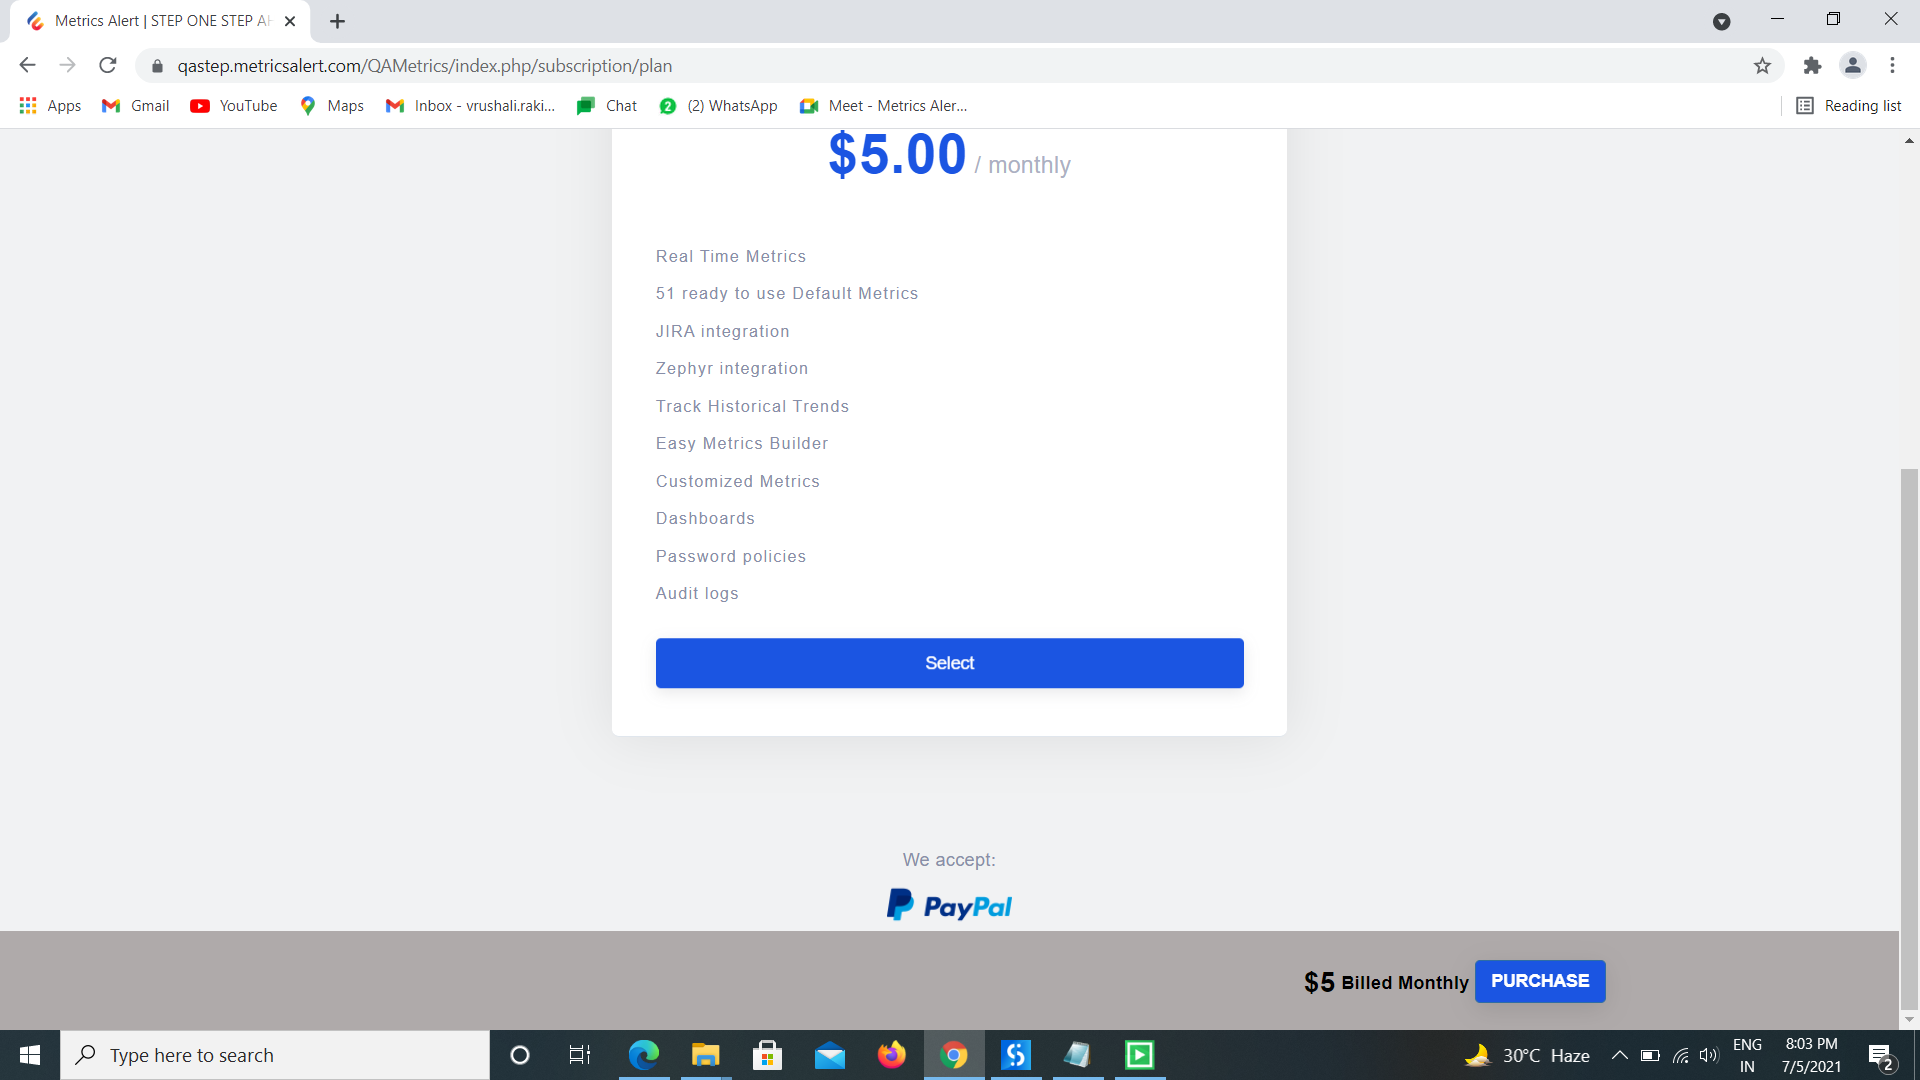 Metrics Alert | STEP ONE STEP AH
qastep.metricsalert.com/QAMetrics/index.php/subscription/plan
Apps Gmail YouTube Maps Inbox - vrushali.raki... Chat 2 (2) WhatsApp Meet - Metrics Aler... Reading list
$5.00 / monthly
Real Time Metrics
51 ready to use Default Metrics
JIRA integration
Zephyr integration
Track Historical Trends
Easy Metrics Builder
Customized Metrics
Dashboards
Password policies
Audit logs
Select
We accept:
PayPal
$5 Billed Monthly PURCHASE
Type here to search
30°C Haze
ENG
IN
8:03 PM
7/5/2021
2